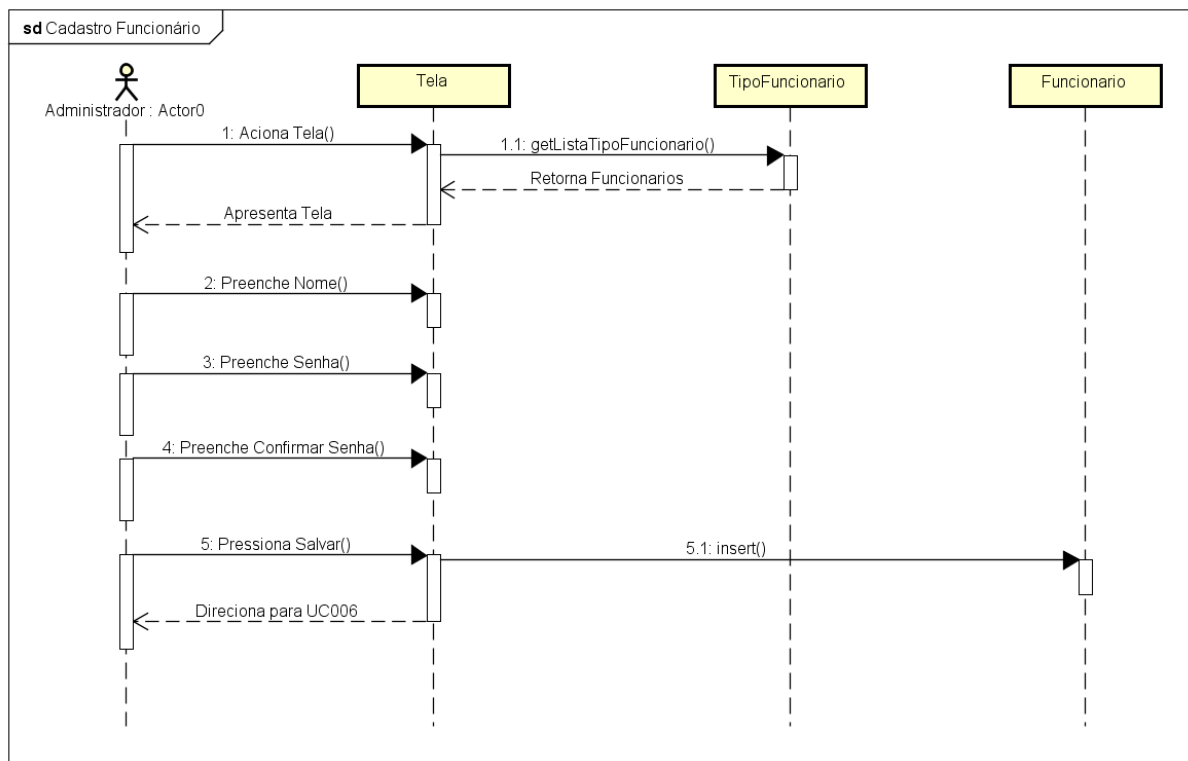 sd Cadastro Funcionário
Administrador : Actor0
Tela
TipoFuncionario
Funcionario
1: Aciona Tela()
1.1: getListaTipoFuncionario()
Retorna Funcionarios
Apresenta Tela
2: Preenche Nome()
3: Preenche Senha()
4: Preenche Confirmar Senha()
5: Pressiona Salvar()
5.1: insert()
Direciona para UC006